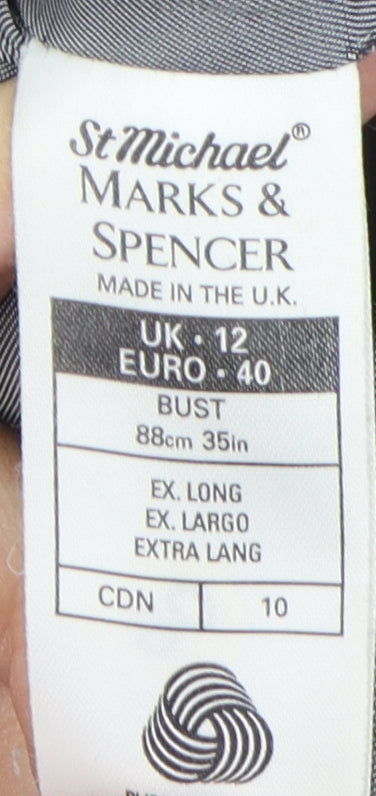 St Michael®
MARKS &
SPENCER
MADE IN THE U.K.
UK · 12
EURO · 40
BUST
88cm 35in
EX. LONG
EX. LARGO
EXTRA LANG
CDN 10